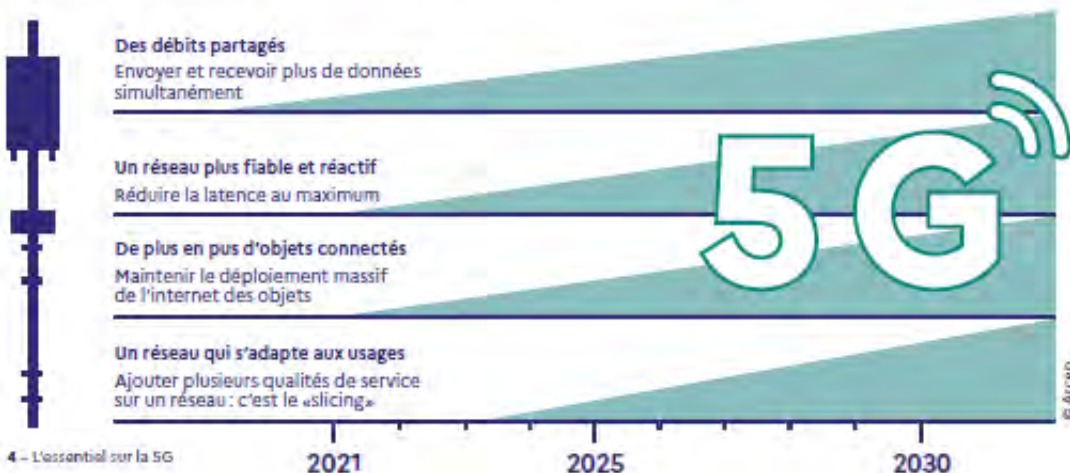 Des débits partagés
Envoyer et recevoir plus de données
simultanément
Un réseau plus fiable et réactif
Réduire la latence au maximum
De plus en pus d'objets connectés
Maintenir le déploiement massif
de l'internet des objets
Un réseau qui s'adapte aux usages
Ajouter plusieurs qualités de service
sur un réseau : c'est le «slicing»
5G
© Arcep
2021
2025
2030
4 – L'essentiel sur la 5G